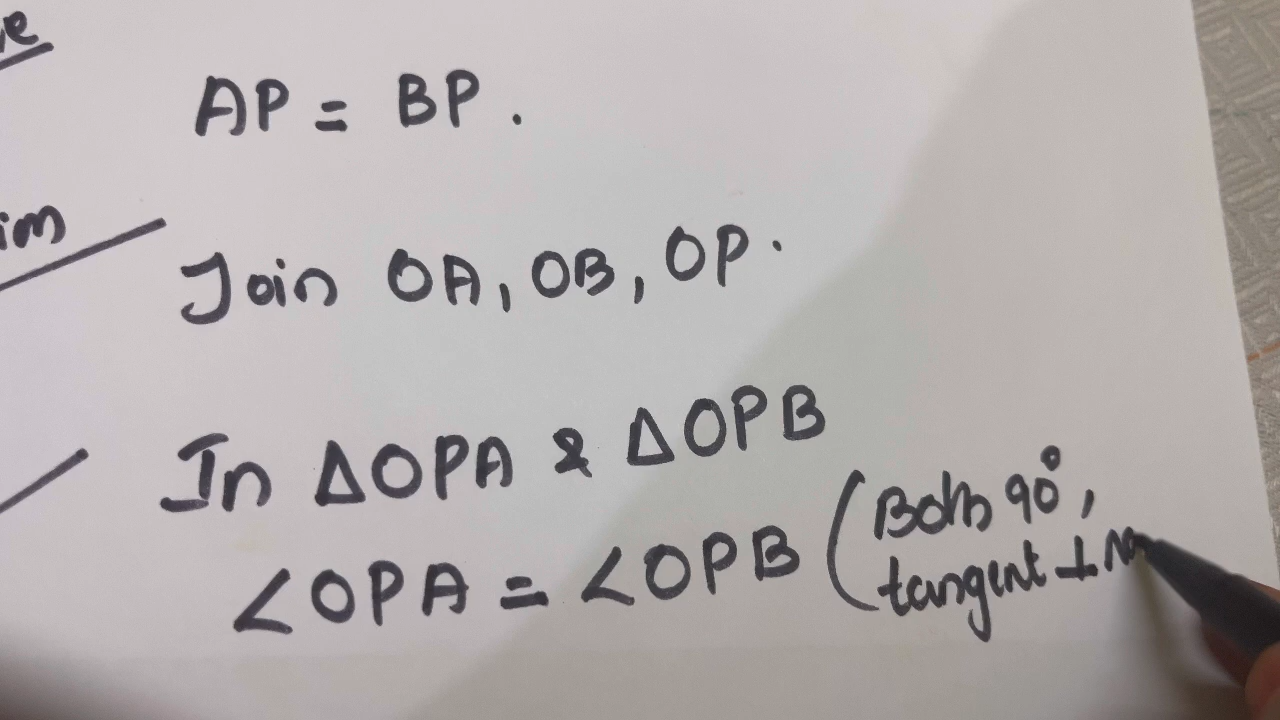 AP = BP.
Join OA, OB, OP.
In ΔOPA & ΔOPB
∠OPA = ∠OPB (Both 90°,
tangent ⊥